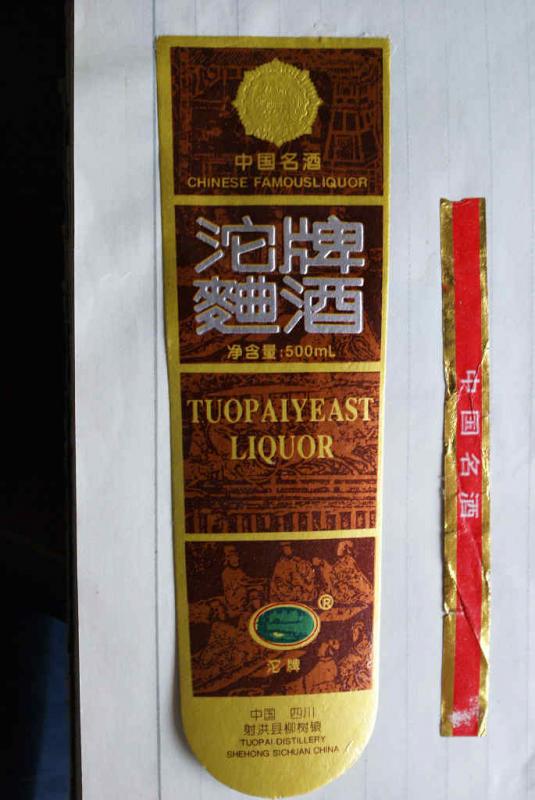 中国名酒
CHINESE FAMOUSLIQUOR
沱牌
麯酒
净含量:500mL
TUOPAIYEAST
LIQUOR
®
沱牌
中国 四川
射洪县柳树镇
TUOPAI DISTILLERY
SHEHONG SICHUAN CHINA
中国名酒